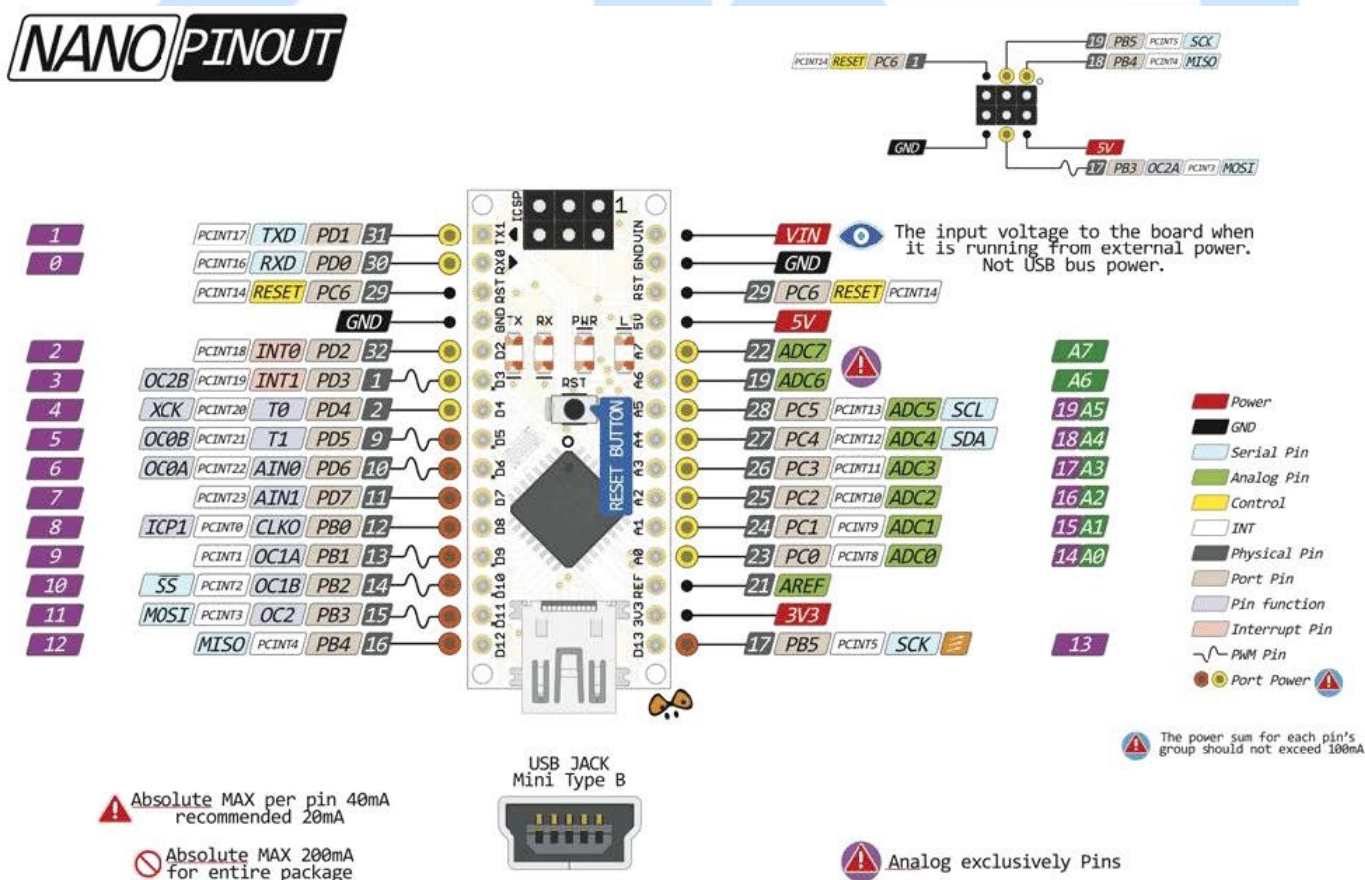 NANO PINOUT
19 PB5 PCINT5 SCK
18 PB4 PCINT4 MISO
PCINT14 RESET PC6 1
GND
5V
17 PB3 OC2A PCINT3 MOSI
1 PCINT17 TXD PD1 31
0 PCINT16 RXD PD0 30
PCINT14 RESET PC6 29
GND
2 PCINT18 INT0 PD2 32
3 OC2B PCINT19 INT1 PD3 1
4 XCK PCINT20 T0 PD4 2
5 OC0B PCINT21 T1 PD5 9
6 OC0A PCINT22 AIN0 PD6 10
7 PCINT23 AIN1 PD7 11
8 ICP1 PCINT0 CLKO PB0 12
9 PCINT1 OC1A PB1 13
10 SS PCINT2 OC1B PB2 14
11 MOSI PCINT3 OC2 PB3 15
12 MISO PCINT4 PB4 16
ICSP
1
TX1
RX0
RST
GND
D2
D3
D4
D5
D6
D7
D8
D9
D10
D11
D12
TX RX PWR L
RST
RESET BUTTON
VIN
GND
RST
5V
A7
A6
A5
A4
A3
A2
A1
A0
REF
3V3
D13
VIN
The input voltage to the board when
it is running from external power.
Not USB bus power.
GND
29 PC6 RESET PCINT14
5V
22 ADC7 A7
19 ADC6 A6
28 PC5 PCINT13 ADC5 SCL 19 A5
27 PC4 PCINT12 ADC4 SDA 18 A4
26 PC3 PCINT11 ADC3 17 A3
25 PC2 PCINT10 ADC2 16 A2
24 PC1 PCINT9 ADC1 15 A1
23 PC0 PCINT8 ADC0 14 A0
21 AREF
3V3
17 PB5 PCINT5 SCK 13
Power
GND
Serial Pin
Analog Pin
Control
INT
Physical Pin
Port Pin
Pin function
Interrupt Pin
PWM Pin
Port Power
The power sum for each pin's
group should not exceed 100mA
USB JACK
Mini Type B
Absolute MAX per pin 40mA
recommended 20mA
Absolute MAX 200mA
for entire package
Analog exclusively Pins